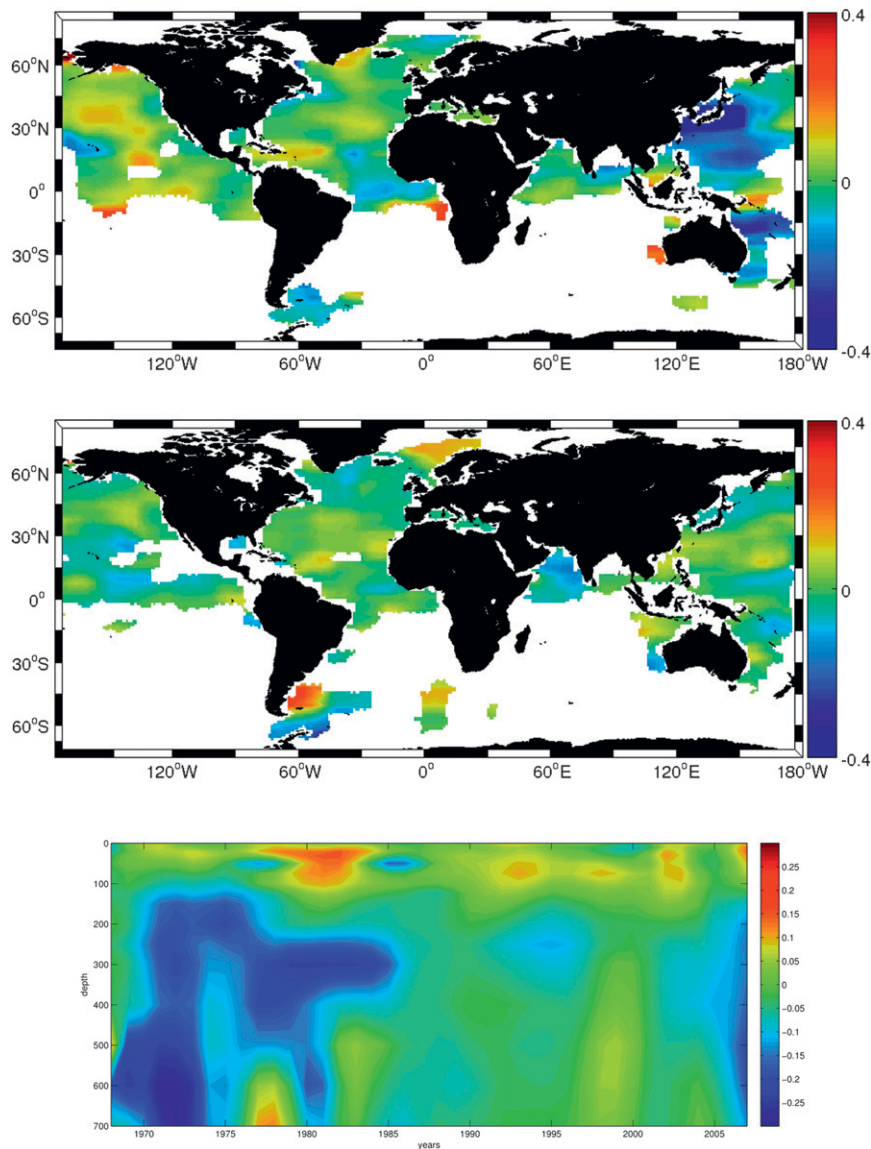 0.4
60°N
30°N
0°
0
30°S
60°S
-0.4
120°W
60°W
0°
60°E
120°E
180°W
0.4
60°N
30°N
0°
0
30°S
60°S
-0.4
120°W
60°W
0°
60°E
120°E
180°W
0
100
200
300
400
500
600
700
depth
1970
1975
1980
1985
1990
1995
2000
2005
years
0.25
0.2
0.15
0.1
0.05
0
-0.05
-0.1
-0.15
-0.2
-0.25